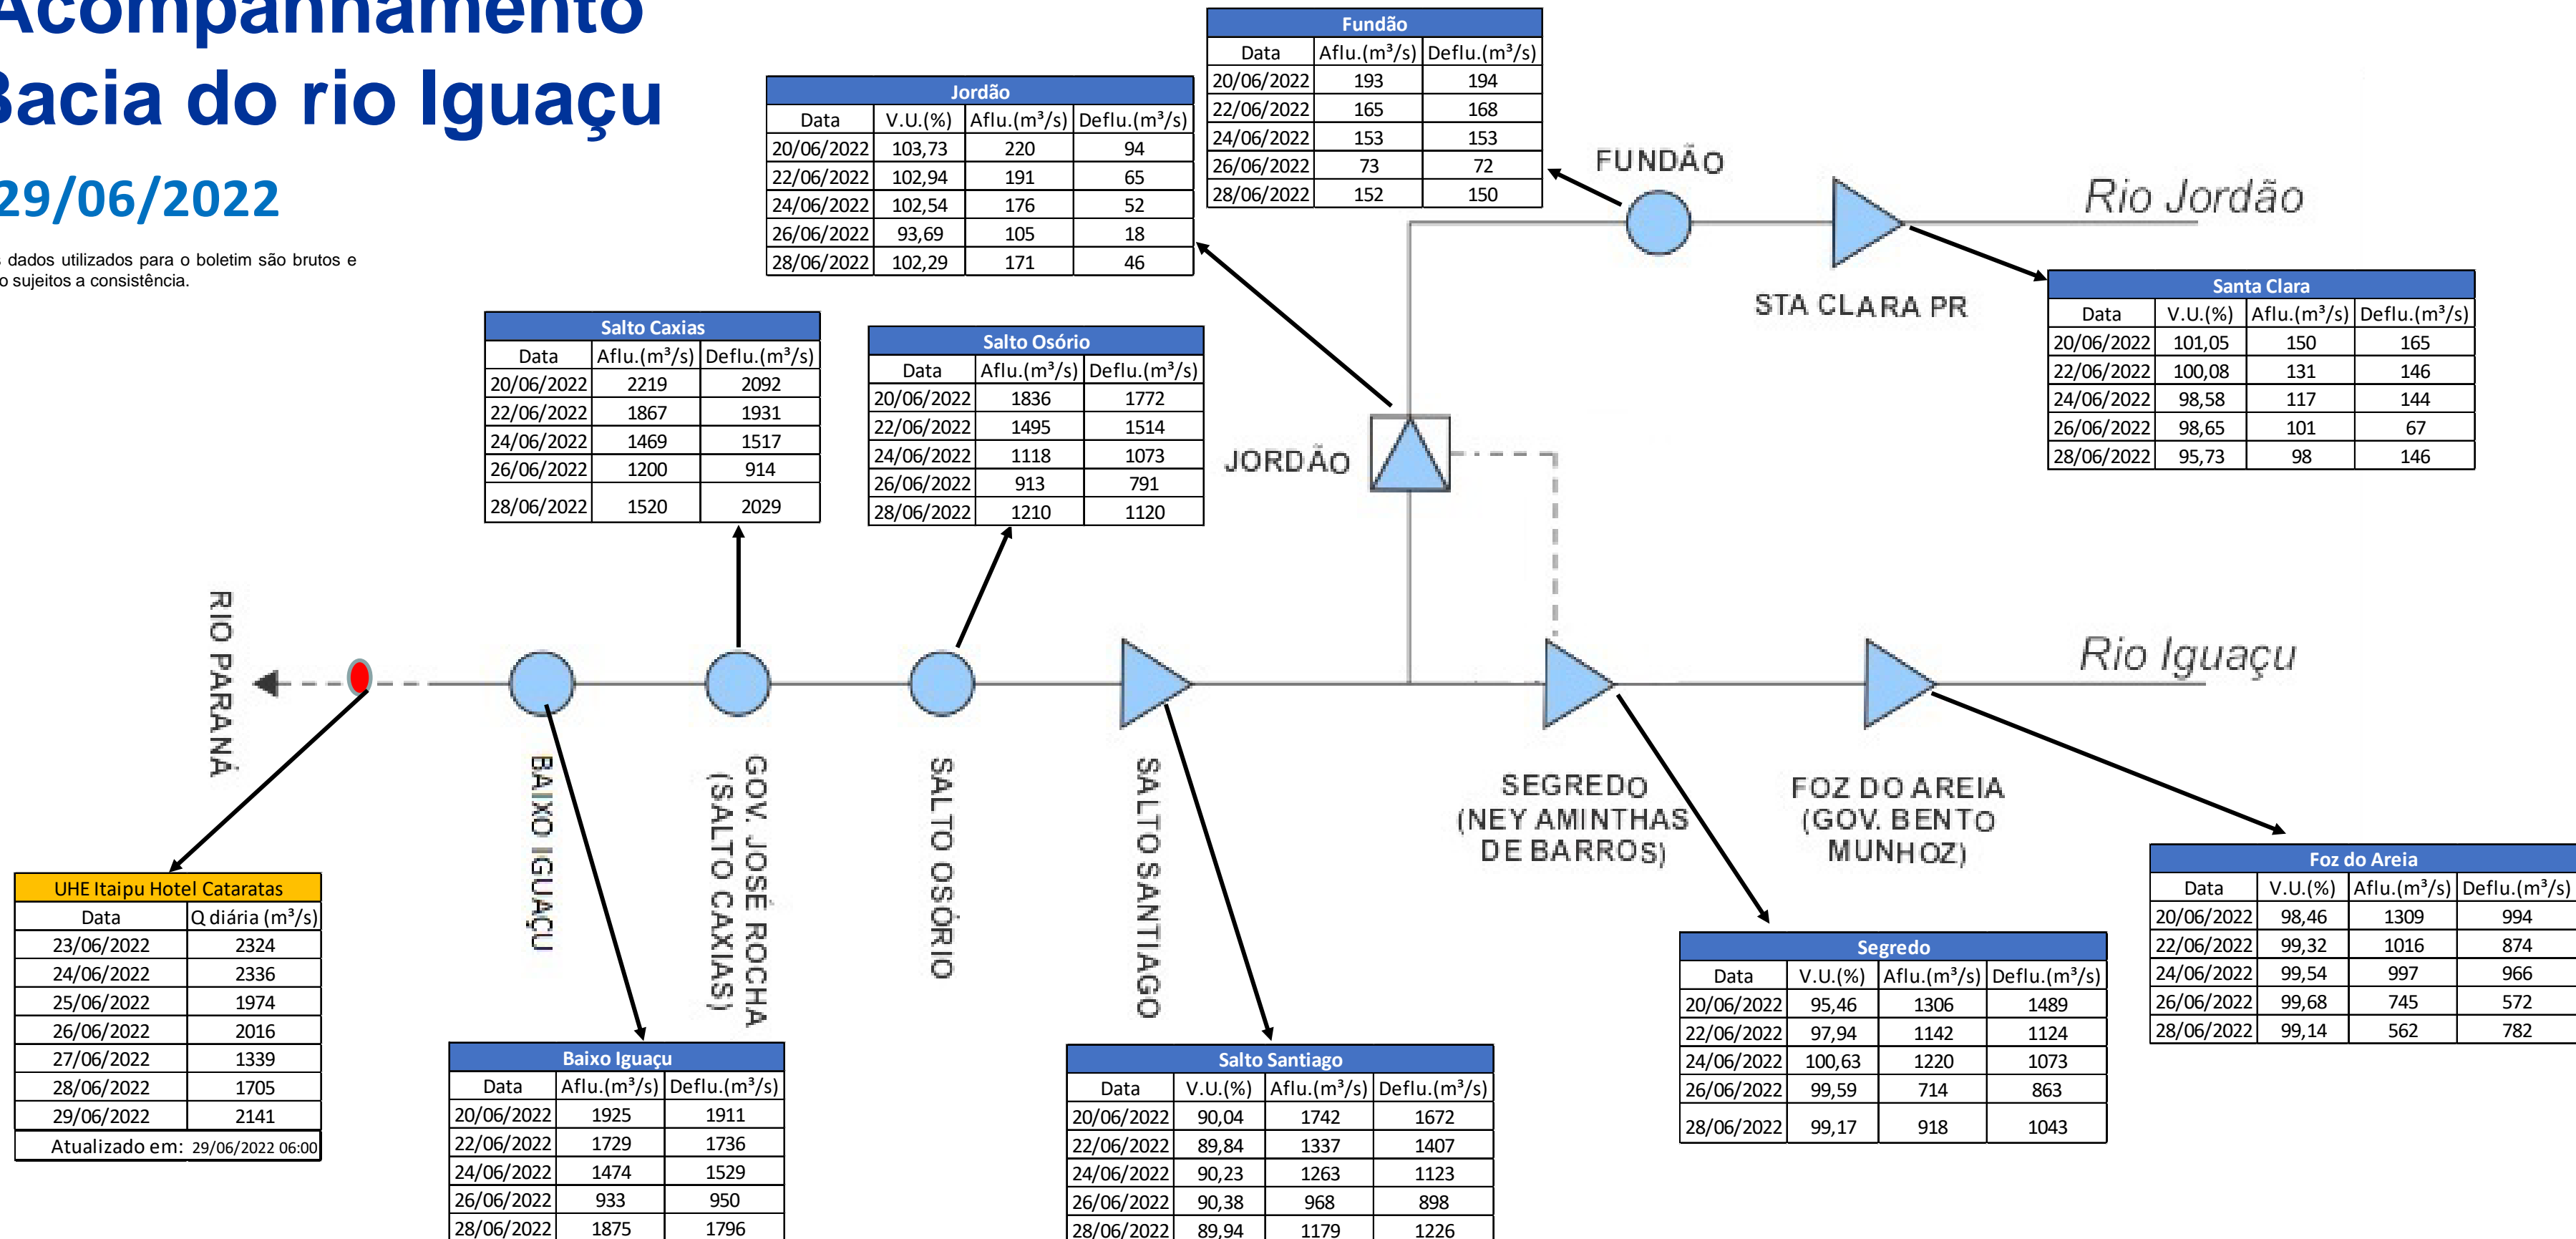 Acompanhamento
Bacia do rio Iguaçu
29/06/2022
s dados utilizados para o boletim são brutos e
o sujeitos a consistência.
Fundão
Data Aflu.(m³/s) Deflu.(m³/s)
20/06/2022 193 194
22/06/2022 165 168
24/06/2022 153 153
26/06/2022 73 72
28/06/2022 152 150
Jordão
Data V.U.(%) Aflu.(m³/s) Deflu.(m³/s)
20/06/2022 103,73 220 94
22/06/2022 102,94 191 65
24/06/2022 102,54 176 52
26/06/2022 93,69 105 18
28/06/2022 102,29 171 46
FUNDÃO
Rio Jordão
STA CLARA PR
Santa Clara
Data V.U.(%) Aflu.(m³/s) Deflu.(m³/s)
20/06/2022 101,05 150 165
22/06/2022 100,08 131 146
24/06/2022 98,58 117 144
26/06/2022 98,65 101 67
28/06/2022 95,73 98 146
Salto Caxias
Data Aflu.(m³/s) Deflu.(m³/s)
20/06/2022 2219 2092
22/06/2022 1867 1931
24/06/2022 1469 1517
26/06/2022 1200 914
28/06/2022 1520 2029
Salto Osório
Data Aflu.(m³/s) Deflu.(m³/s)
20/06/2022 1836 1772
22/06/2022 1495 1514
24/06/2022 1118 1073
26/06/2022 913 791
28/06/2022 1210 1120
JORDÃO
RIO PARANÁ
Rio Iguaçu
BAIXO IGUAÇU
GOV. JOSÉ ROCHA
(SALTO CAXIAS)
SALTO OSÓRIO
SALTO SANTIAGO
SEGREDO
(NEY AMINTHAS
DE BARROS)
FOZ DO AREIA
(GOV. BENTO
MUNHOZ)
UHE Itaipu Hotel Cataratas
Data Q diária (m³/s)
23/06/2022 2324
24/06/2022 2336
25/06/2022 1974
26/06/2022 2016
27/06/2022 1339
28/06/2022 1705
29/06/2022 2141
Atualizado em: 29/06/2022 06:00
Baixo Iguaçu
Data Aflu.(m³/s) Deflu.(m³/s)
20/06/2022 1925 1911
22/06/2022 1729 1736
24/06/2022 1474 1529
26/06/2022 933 950
28/06/2022 1875 1796
Salto Santiago
Data V.U.(%) Aflu.(m³/s) Deflu.(m³/s)
20/06/2022 90,04 1742 1672
22/06/2022 89,84 1337 1407
24/06/2022 90,23 1263 1123
26/06/2022 90,38 968 898
28/06/2022 89,94 1179 1226
Segredo
Data V.U.(%) Aflu.(m³/s) Deflu.(m³/s)
20/06/2022 95,46 1306 1489
22/06/2022 97,94 1142 1124
24/06/2022 100,63 1220 1073
26/06/2022 99,59 714 863
28/06/2022 99,17 918 1043
Foz do Areia
Data V.U.(%) Aflu.(m³/s) Deflu.(m³/s)
20/06/2022 98,46 1309 994
22/06/2022 99,32 1016 874
24/06/2022 99,54 997 966
26/06/2022 99,68 745 572
28/06/2022 99,14 562 782